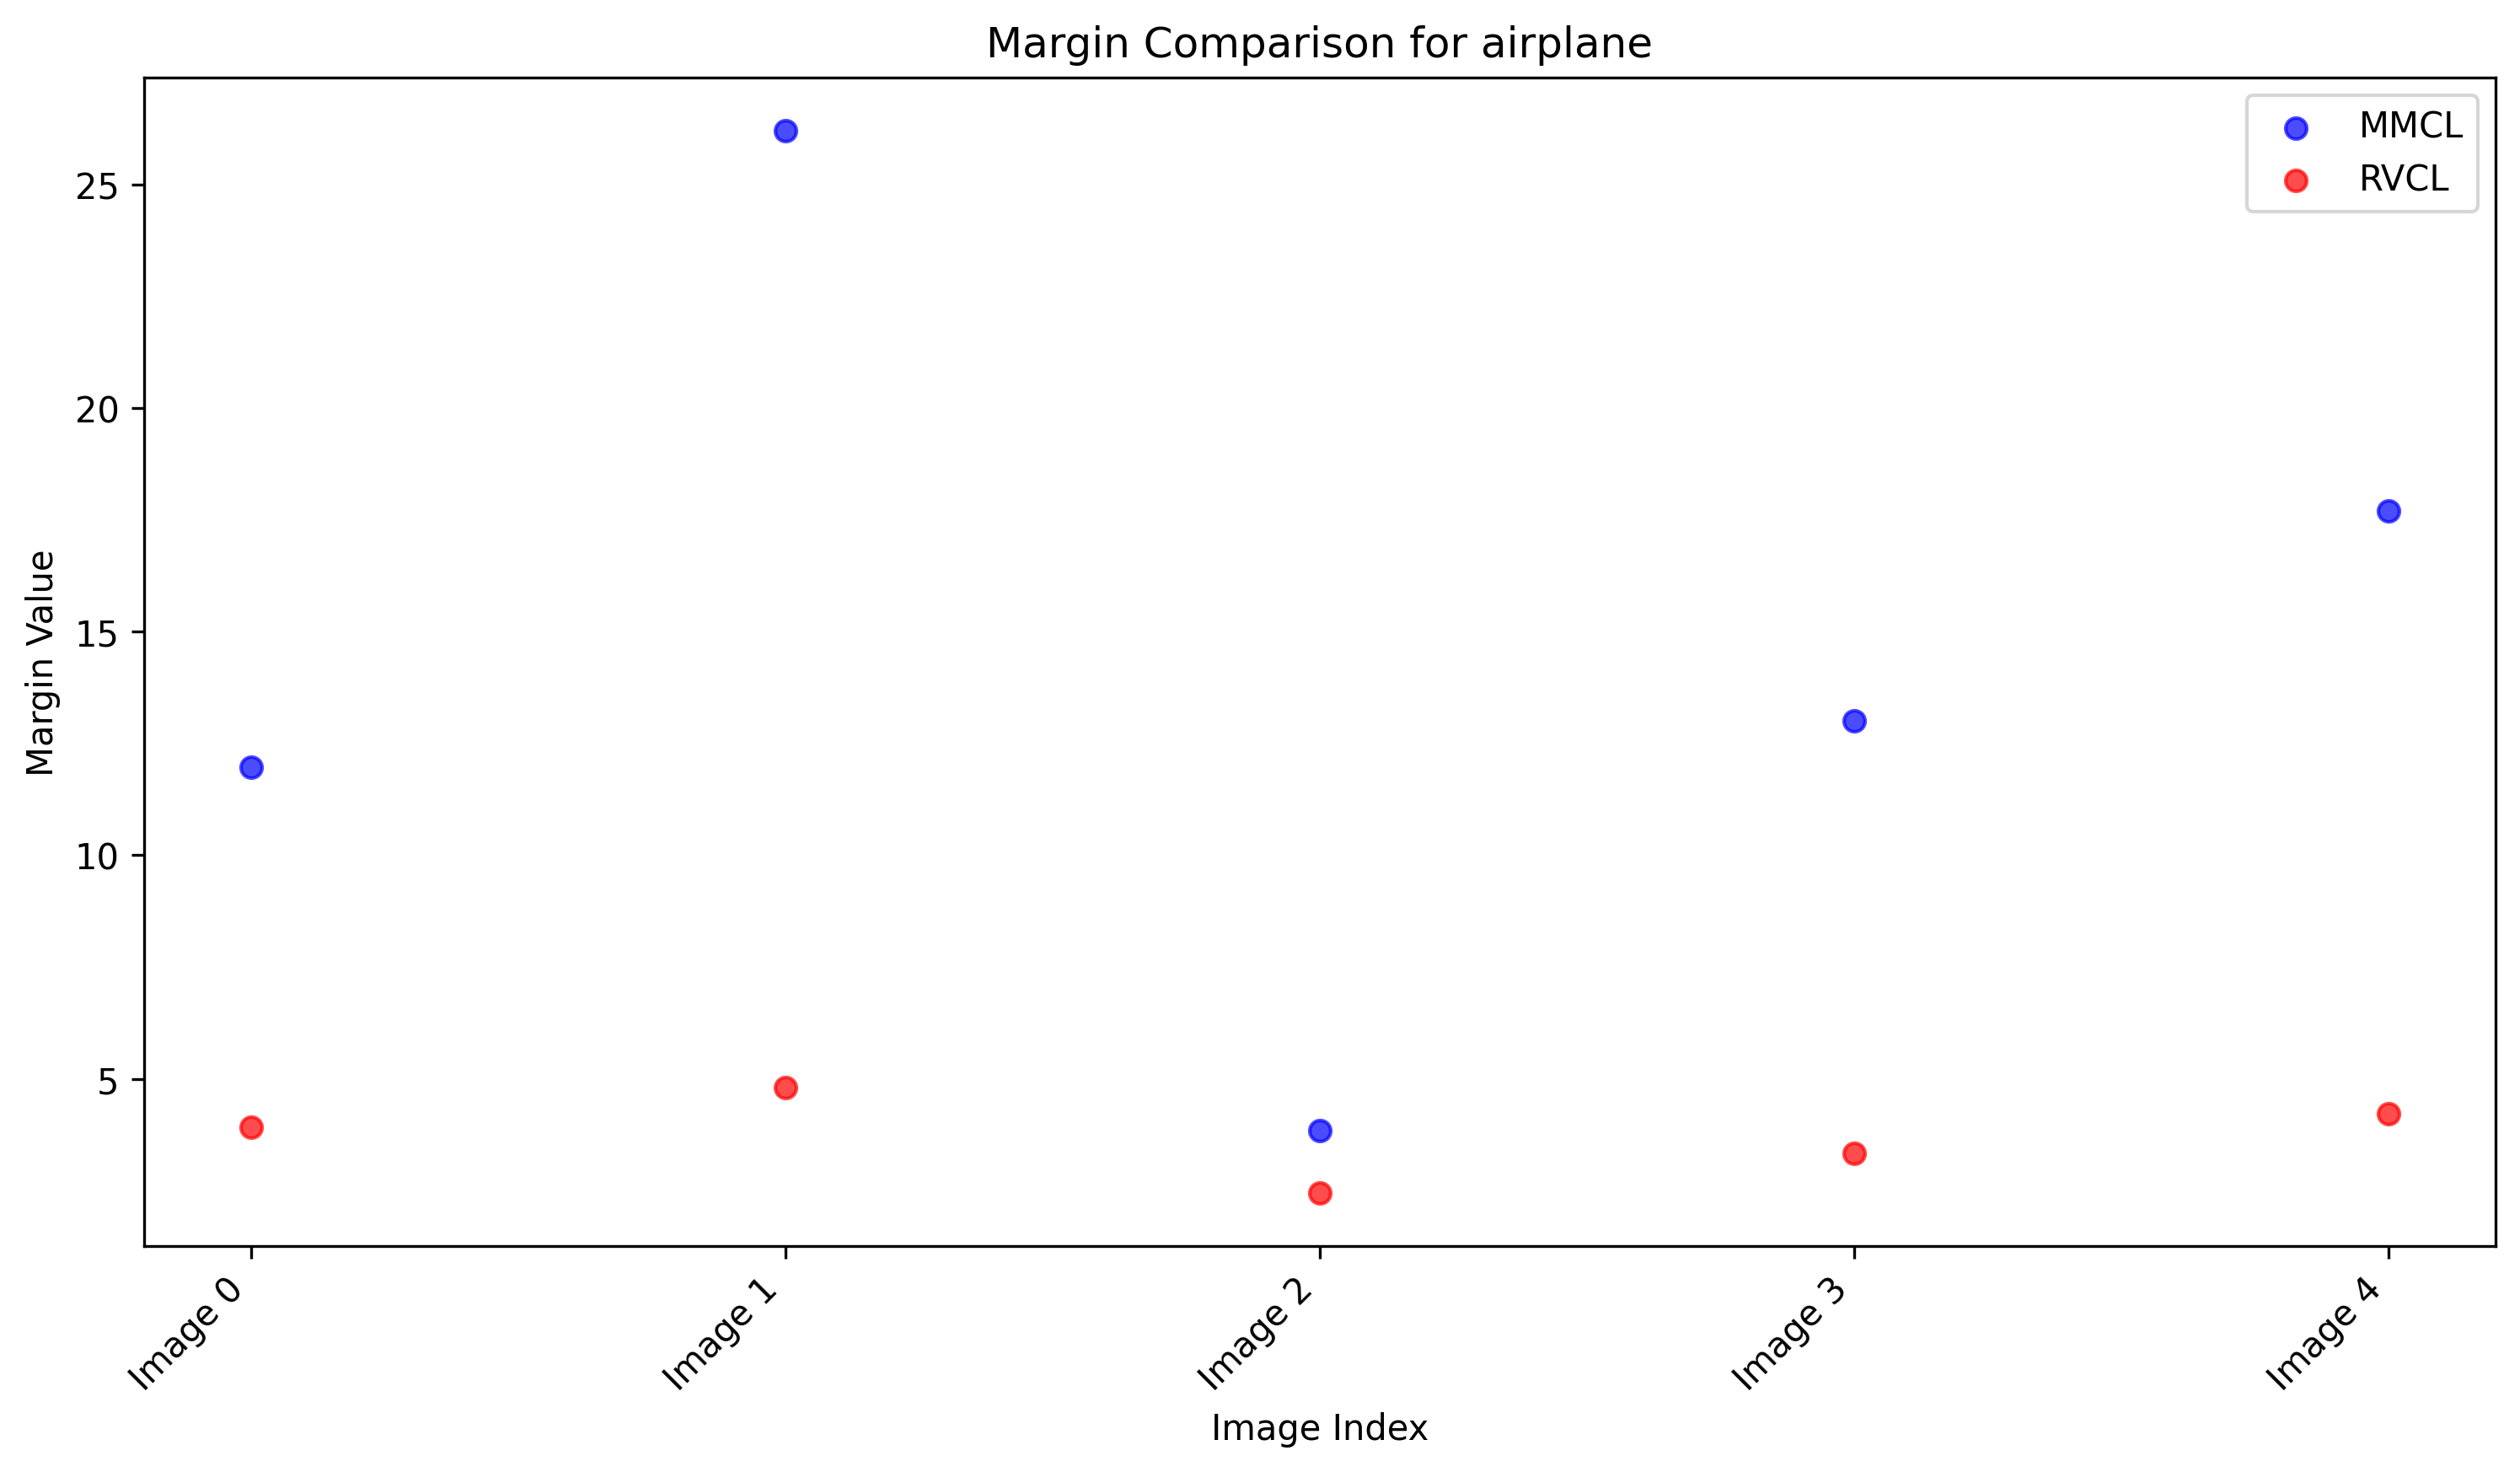 Margin Comparison for airplane
MMCL
RVCL
Margin Value
25
20
15
10
5
Image 0
Image 1
Image 2
Image 3
Image 4
Image Index